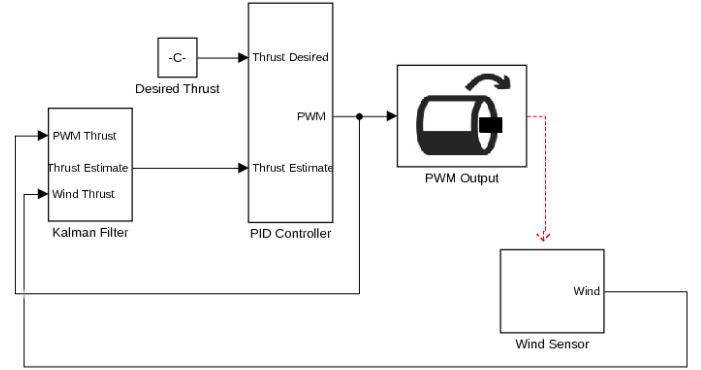 -C-
Desired Thrust
Thrust Desired
PWM
Thrust Estimate
PID Controller
PWM Thrust
Thrust Estimate
Wind Thrust
Kalman Filter
PWM Output
Wind
Wind Sensor